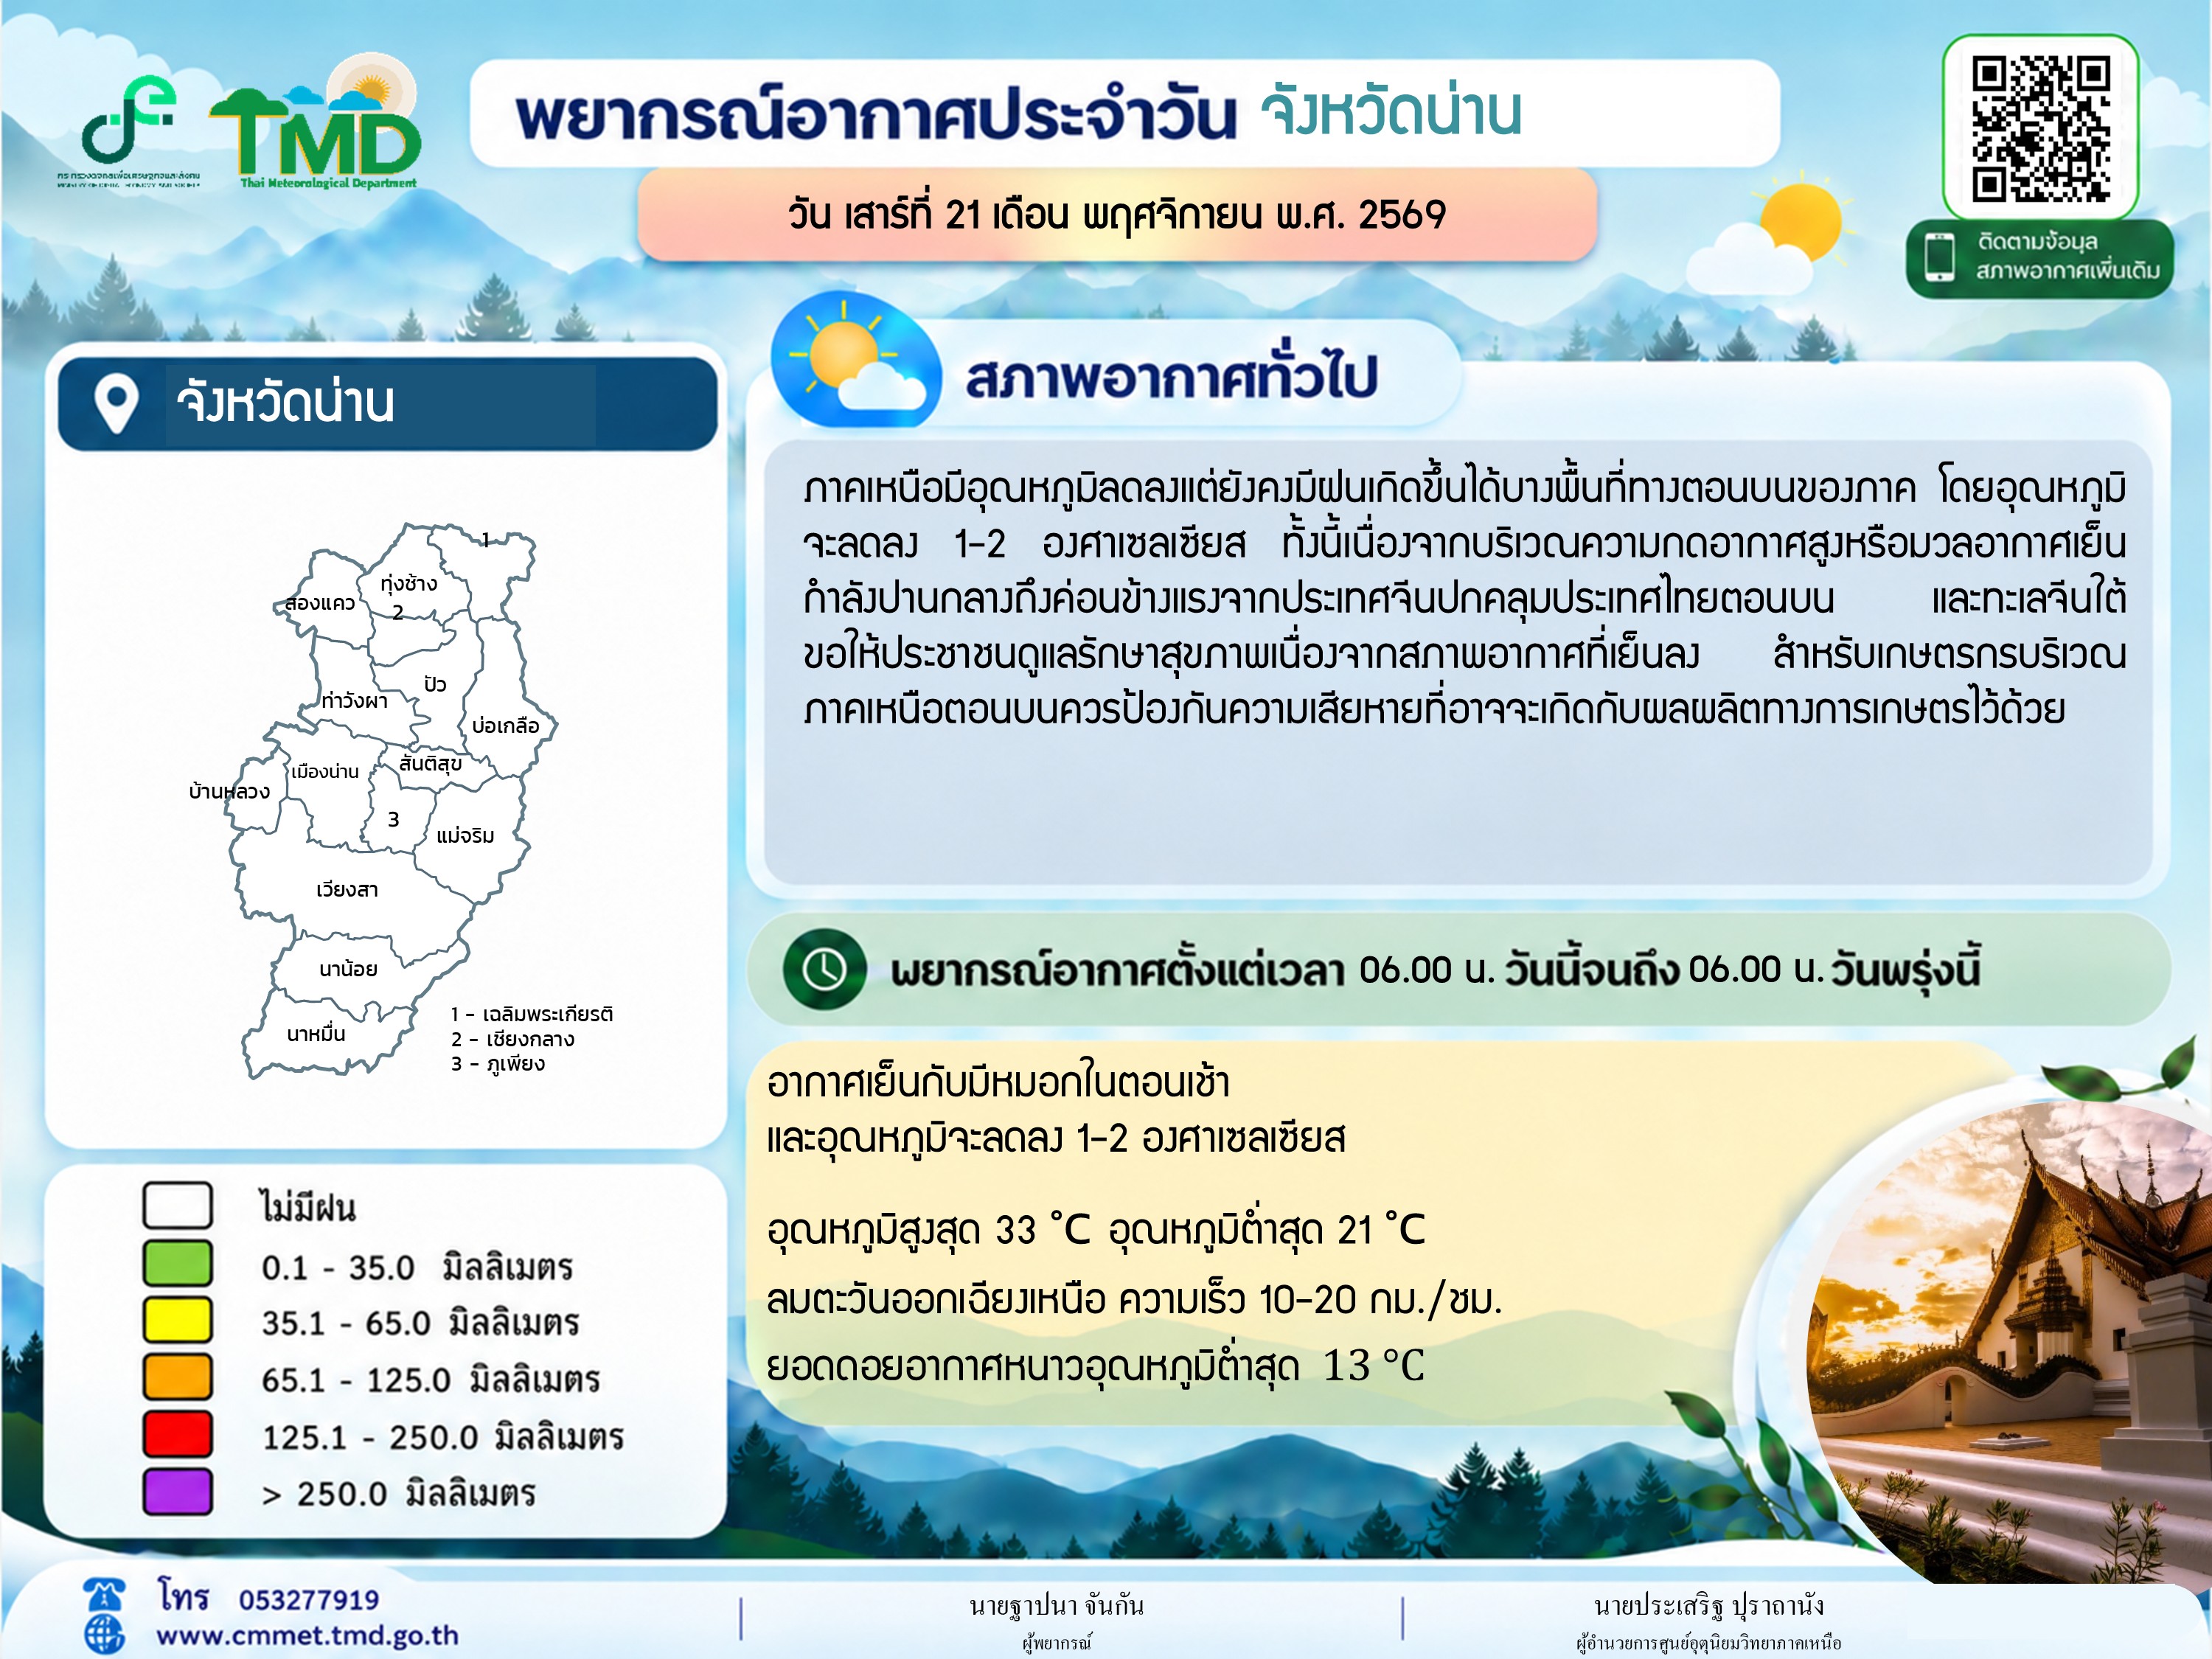 พยากรณ์อากาศประจำวัน จังหวัดน่าน
TMD
Thai Meteorological Department
วัน เสาร์ที่ 21 เดือน พฤศจิกายน พ.ศ. 2569
ติดตามข้อมูล
สภาพอากาศเพิ่มเติม
จังหวัดน่าน
1
ทุ่งช้าง
สองแคว
2
ปัว
ท่าวังผา
บ่อเกลือ
สันติสุข
เมืองน่าน
บ้านหลวง
3
แม่จริม
เวียงสา
นาน้อย
นาหมื่น
1 - เฉลิมพระเกียรติ
2 - เชียงกลาง
3 - ภูเพียง
ไม่มีฝน
0.1 - 35.0 มิลลิเมตร
35.1 - 65.0 มิลลิเมตร
65.1 - 125.0 มิลลิเมตร
125.1 - 250.0 มิลลิเมตร
> 250.0 มิลลิเมตร
สภาพอากาศทั่วไป
ภาคเหนือมีอุณหภูมิลดลงแต่ยังคงมีฝนเกิดขึ้นได้บางพื้นที่ทางตอนบนของภาค โดยอุณหภูมิ
จะลดลง 1-2 องศาเซลเซียส ทั้งนี้เนื่องจากบริเวณความกดอากาศสูงหรือมวลอากาศเย็น
กำลังปานกลางถึงค่อนข้างแรงจากประเทศจีนปกคลุมประเทศไทยตอนบน และทะเลจีนใต้
ขอให้ประชาชนดูแลรักษาสุขภาพเนื่องจากสภาพอากาศที่เย็นลง สำหรับเกษตรกรบริเวณ
ภาคเหนือตอนบนควรป้องกันความเสียหายที่อาจจะเกิดกับผลผลิตทางการเกษตรไว้ด้วย
พยากรณ์อากาศตั้งแต่เวลา 06.00 น. วันนี้จนถึง 06.00 น. วันพรุ่งนี้
อากาศเย็นกับมีหมอกในตอนเช้า
และอุณหภูมิจะลดลง 1-2 องศาเซลเซียส
อุณหภูมิสูงสุด 33 °C อุณหภูมิต่ำสุด 21 °C
ลมตะวันออกเฉียงเหนือ ความเร็ว 10-20 กม./ชม.
ยอดดอยอากาศหนาวอุณหภูมิต่ำสุด 13 °C
โทร 053277919
www.cmmet.tmd.go.th
นายฐาปนา จันกัน
ผู้พยากรณ์
นายประเสริฐ ปุราถานัง
ผู้อำนวยการศูนย์อุตุนิยมวิทยาภาคเหนือ